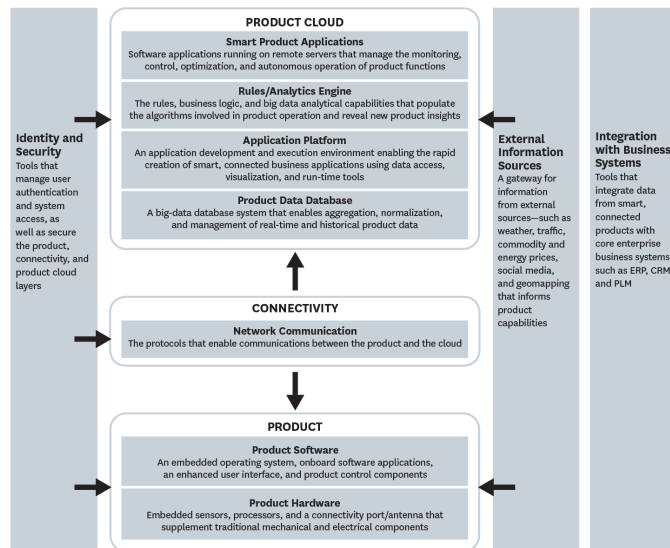 PRODUCT CLOUD
Smart Product Applications
Software applications running on remote servers that manage the monitoring,
control, optimization, and autonomous operation of product functions
Rules/Analytics Engine
The rules, business logic, and big data analytical capabilities that populate
the algorithms involved in product operation and reveal new product insights
Application Platform
An application development and execution environment enabling the rapid
creation of smart, connected business applications using data access,
visualization, and run-time tools
Product Data Database
A big-data database system that enables aggregation, normalization,
and management of real-time and historical product data
CONNECTIVITY
Network Communication
The protocols that enable communications between the product and the cloud
PRODUCT
Product Software
An embedded operating system, onboard software applications,
an enhanced user interface, and product control components
Product Hardware
Embedded sensors, processors, and a connectivity port/antenna that
supplement traditional mechanical and electrical components
Identity and
Security
Tools that
manage user
authentication
and system
access, as
well as secure
the product,
connectivity, and
product cloud
layers
External
Information
Sources
A gateway for
information
from external
sources—such as
weather, traffic,
commodity and
energy prices,
social media,
and geomapping
that informs
product
capabilities
Integration
with Business
Systems
Tools that
integrate data
from smart,
connected
products with
core enterprise
business systems
such as ERP, CRM
and PLM